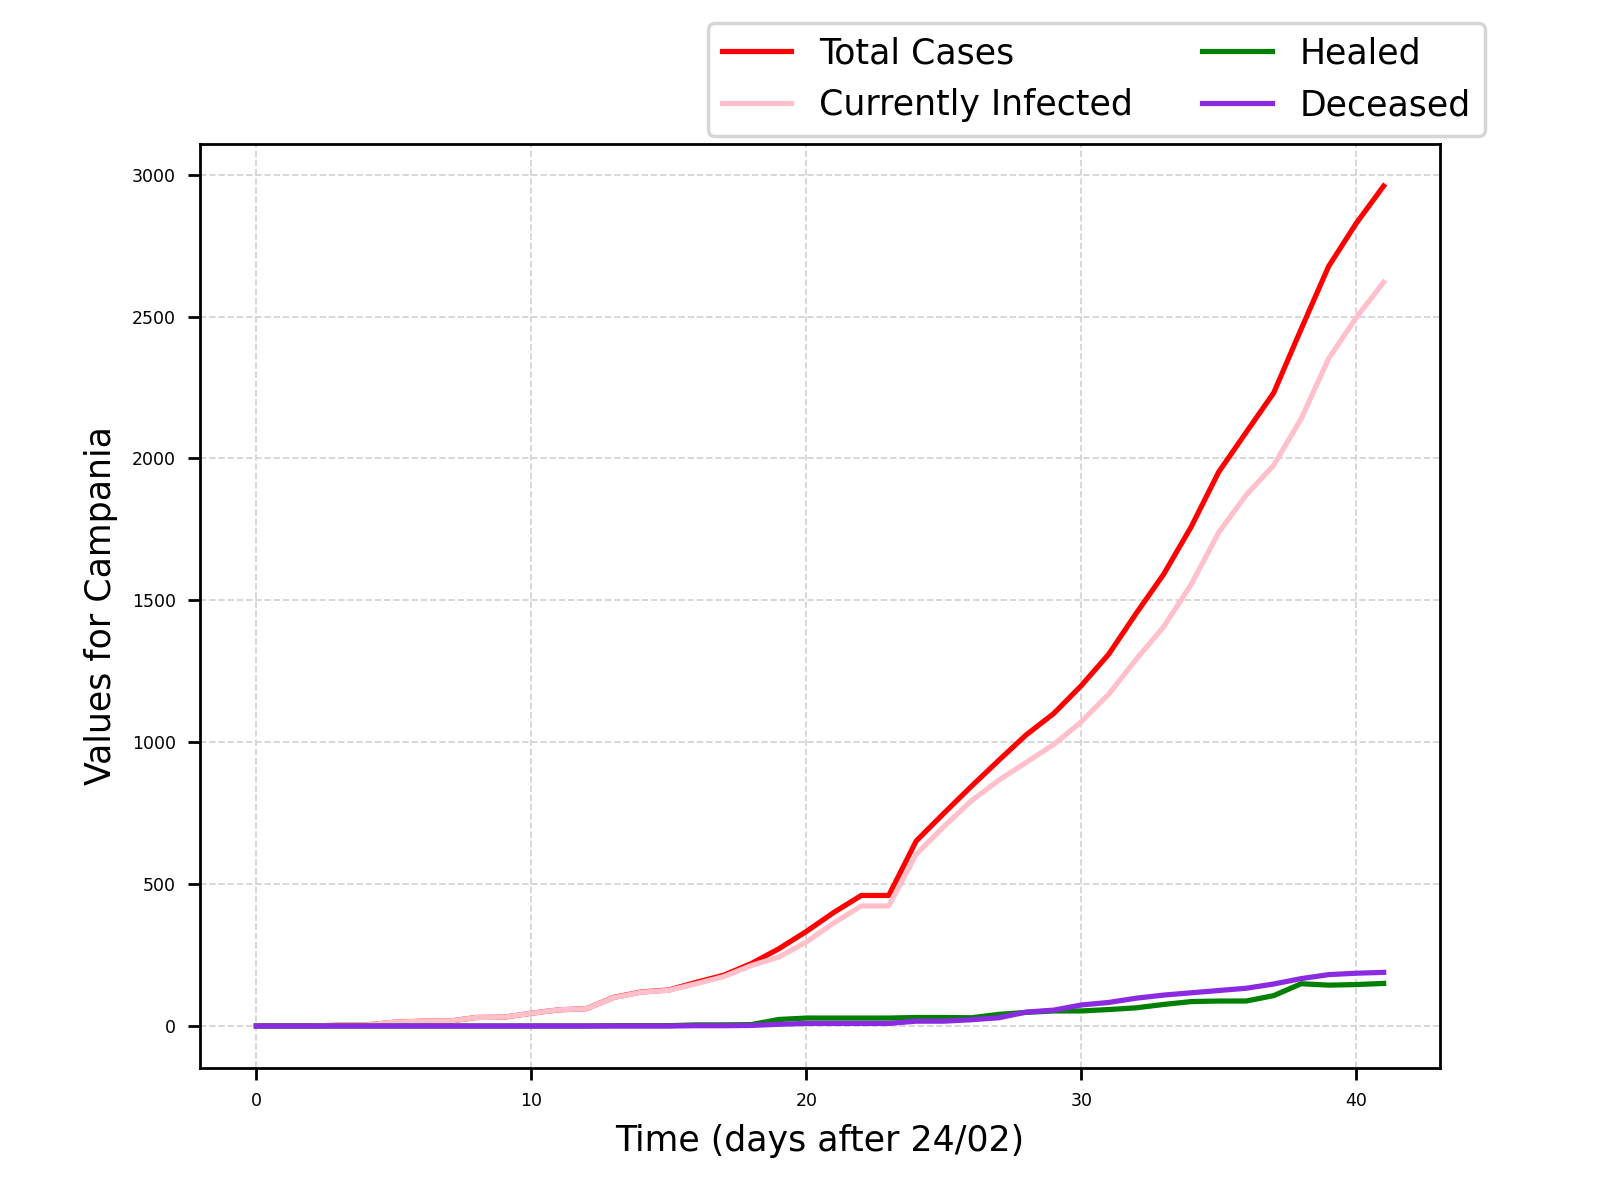 Total Cases
Currently Infected
Healed
Deceased
3000
2500
2000
1500
1000
500
0
Values for Campania
0 10 20 30 40
Time (days after 24/02)